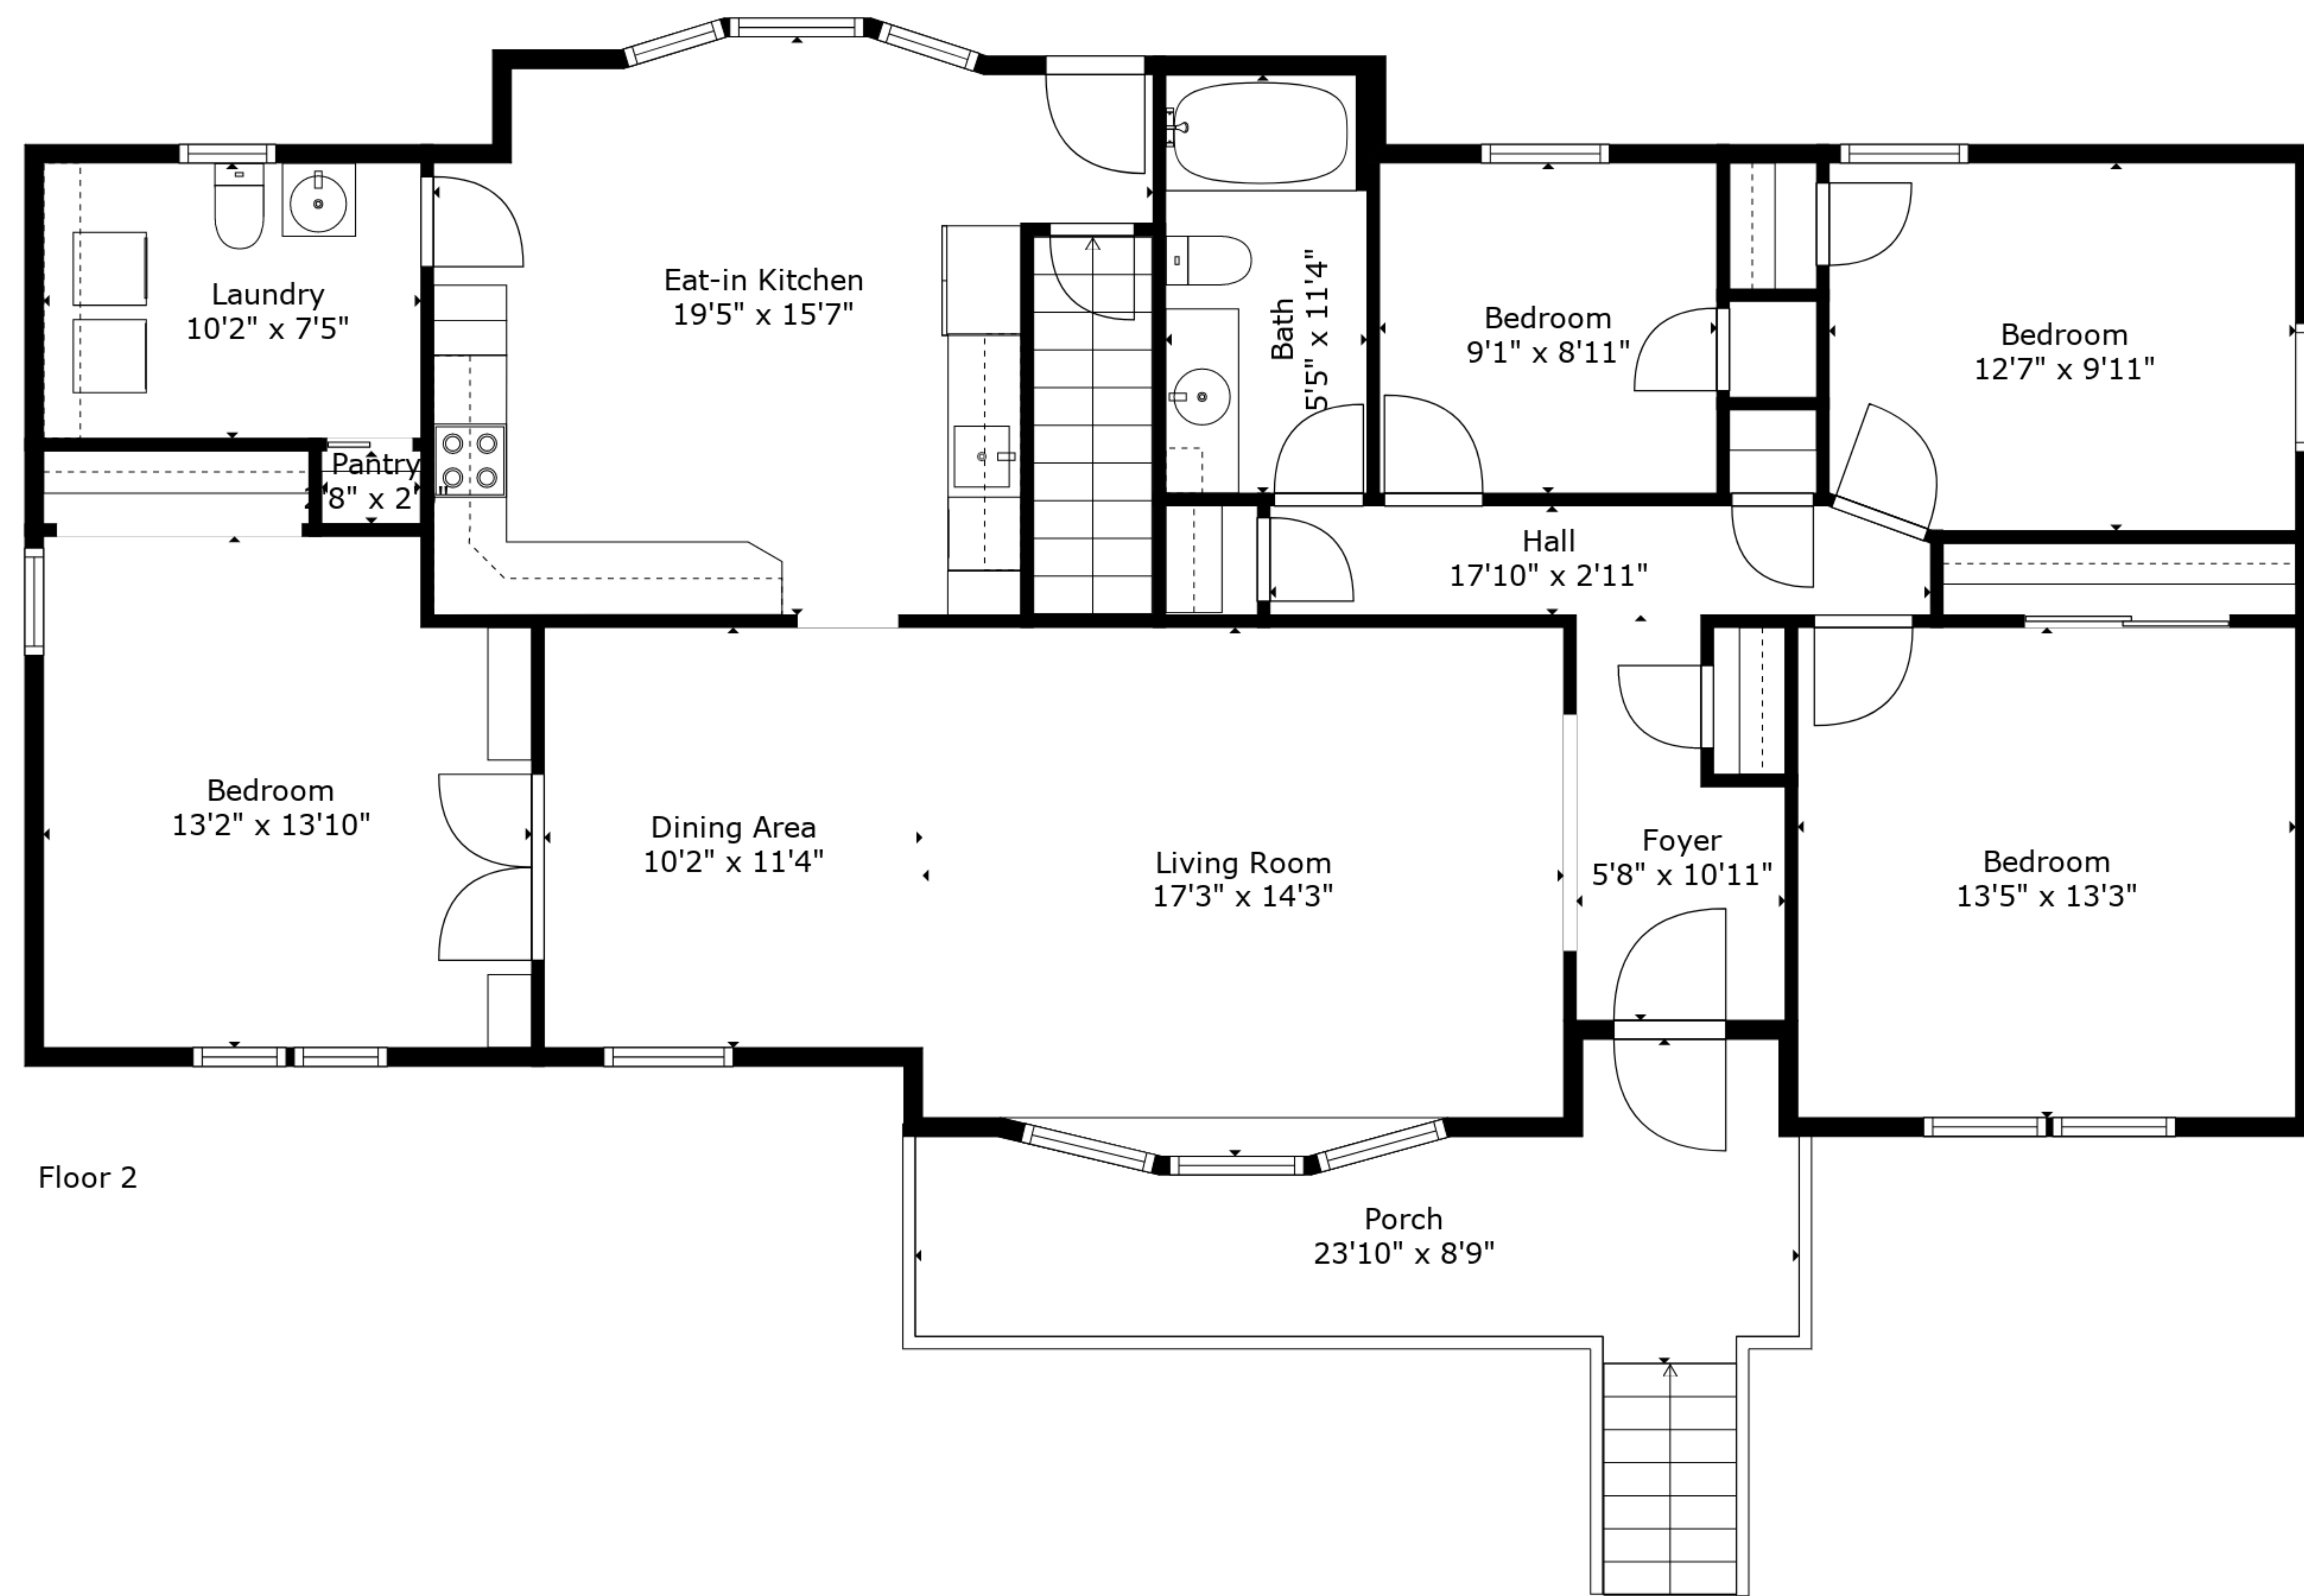 Eat-in Kitchen
19'5" x 15'7"
Laundry
10'2" x 7'5"
Bath
5'5" x 11'4"
Bedroom
9'1" x 8'11"
Bedroom
12'7" x 9'11"
Pantry
8" x 2'
Hall
17'10" x 2'11"
Bedroom
13'2" x 13'10"
Dining Area
10'2" x 11'4"
Living Room
17'3" x 14'3"
Foyer
5'8" x 10'11"
Bedroom
13'5" x 13'3"
Floor 2
Porch
23'10" x 8'9"